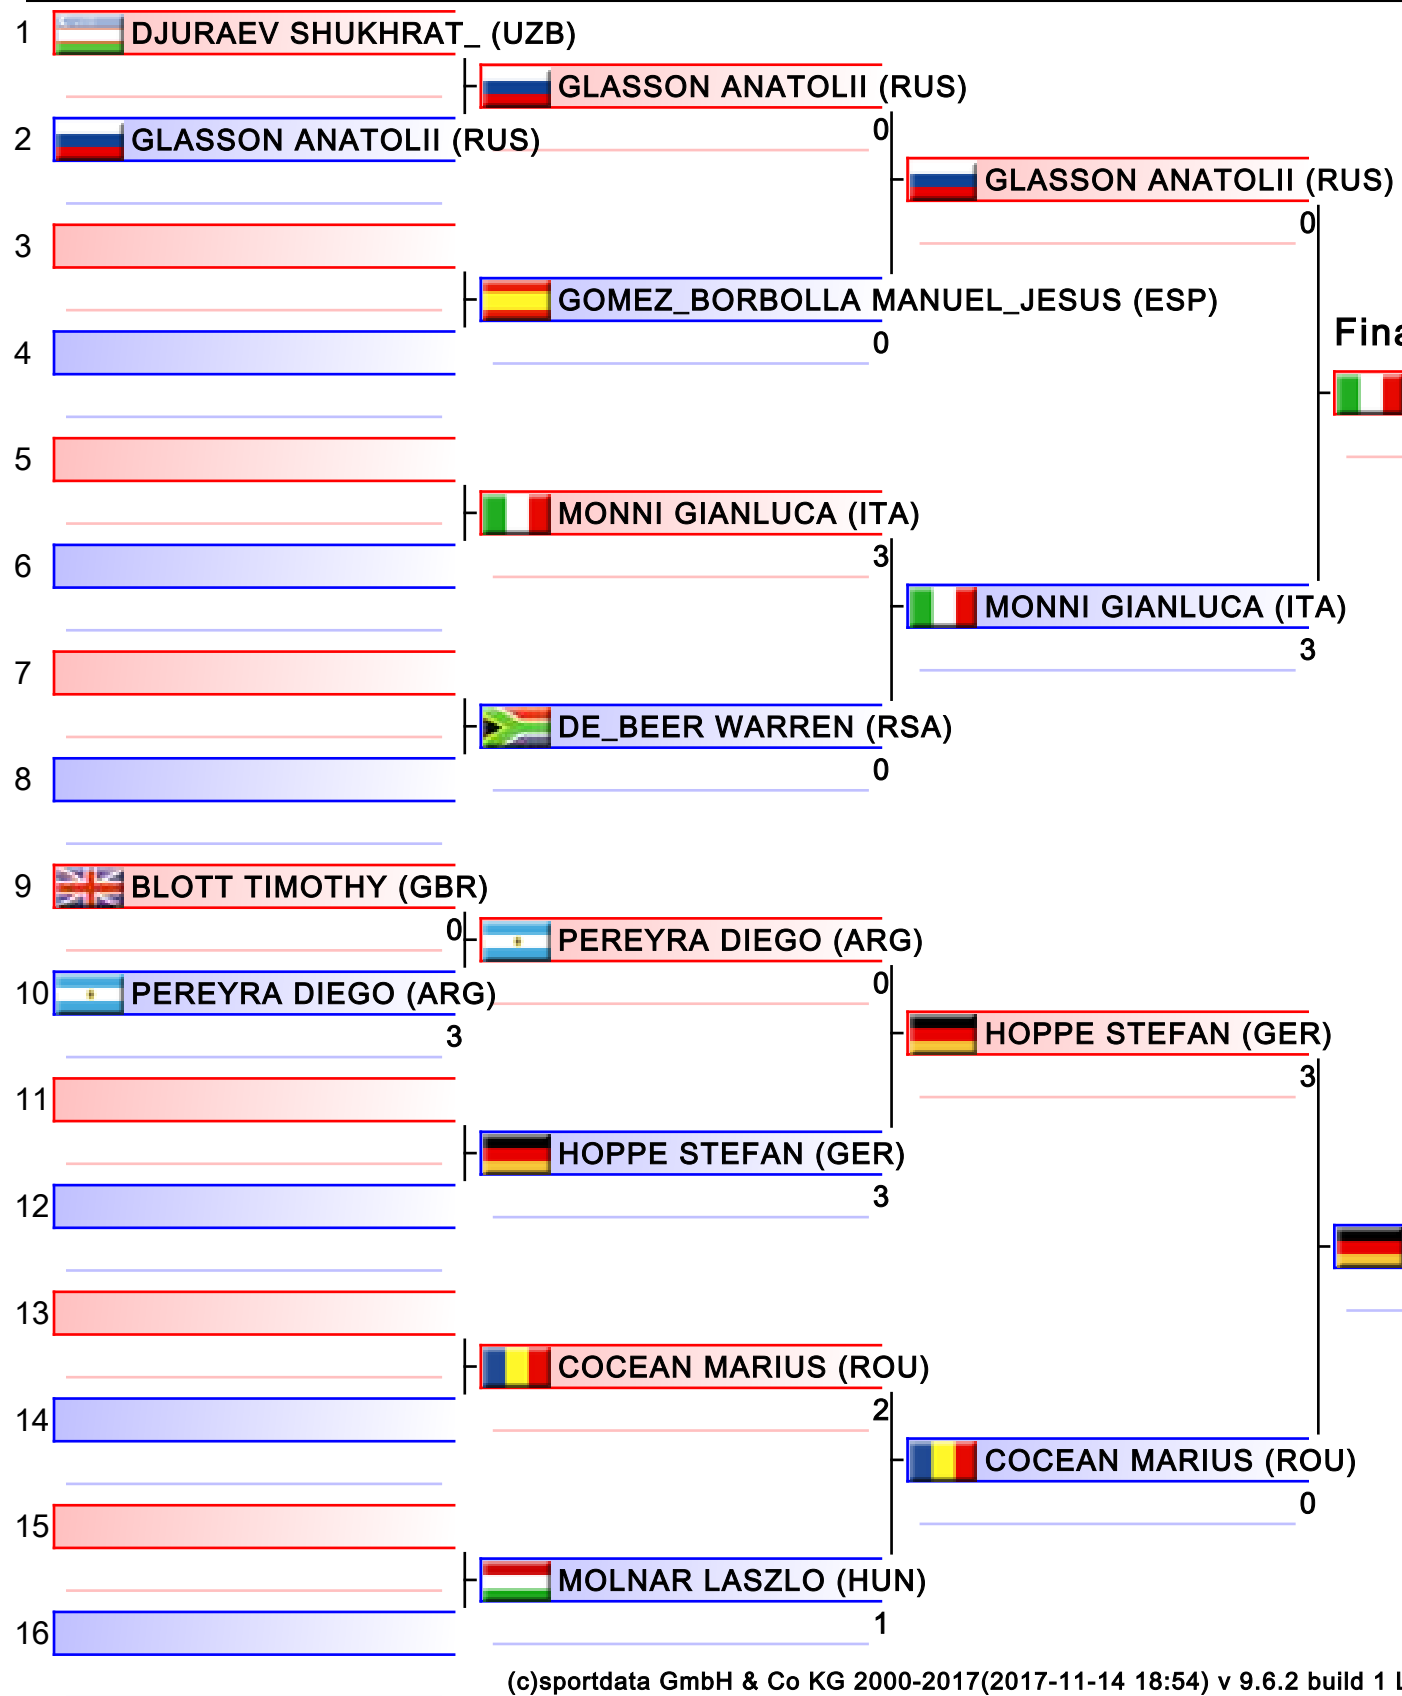 1 DJURAEV SHUKHRAT_ (UZB)
GLASSON ANATOLII (RUS)
0
2 GLASSON ANATOLII (RUS)
GLASSON ANATOLII (RUS)
0
3
GOMEZ_BORBOLLA MANUEL_JESUS (ESP)
0
4
Fina
5
MONNI GIANLUCA (ITA)
3
6
MONNI GIANLUCA (ITA)
3
7
DE_BEER WARREN (RSA)
0
8
9 BLOTT TIMOTHY (GBR)
0
PEREYRA DIEGO (ARG)
0
10 PEREYRA DIEGO (ARG)
3
HOPPE STEFAN (GER)
3
11
HOPPE STEFAN (GER)
3
12
13
COCEAN MARIUS (ROU)
2
14
COCEAN MARIUS (ROU)
0
15
MOLNAR LASZLO (HUN)
1
16
(c)sportdata GmbH & Co KG 2000-2017(2017-11-14 18:54) v 9.6.2 build 1 L